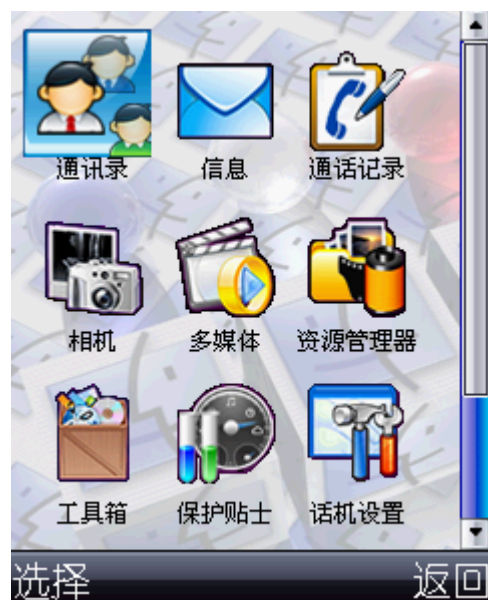 通讯录 信息 通话记录
相机 多媒体 资源管理器
工具箱 保护贴士 话机设置
选择 返回